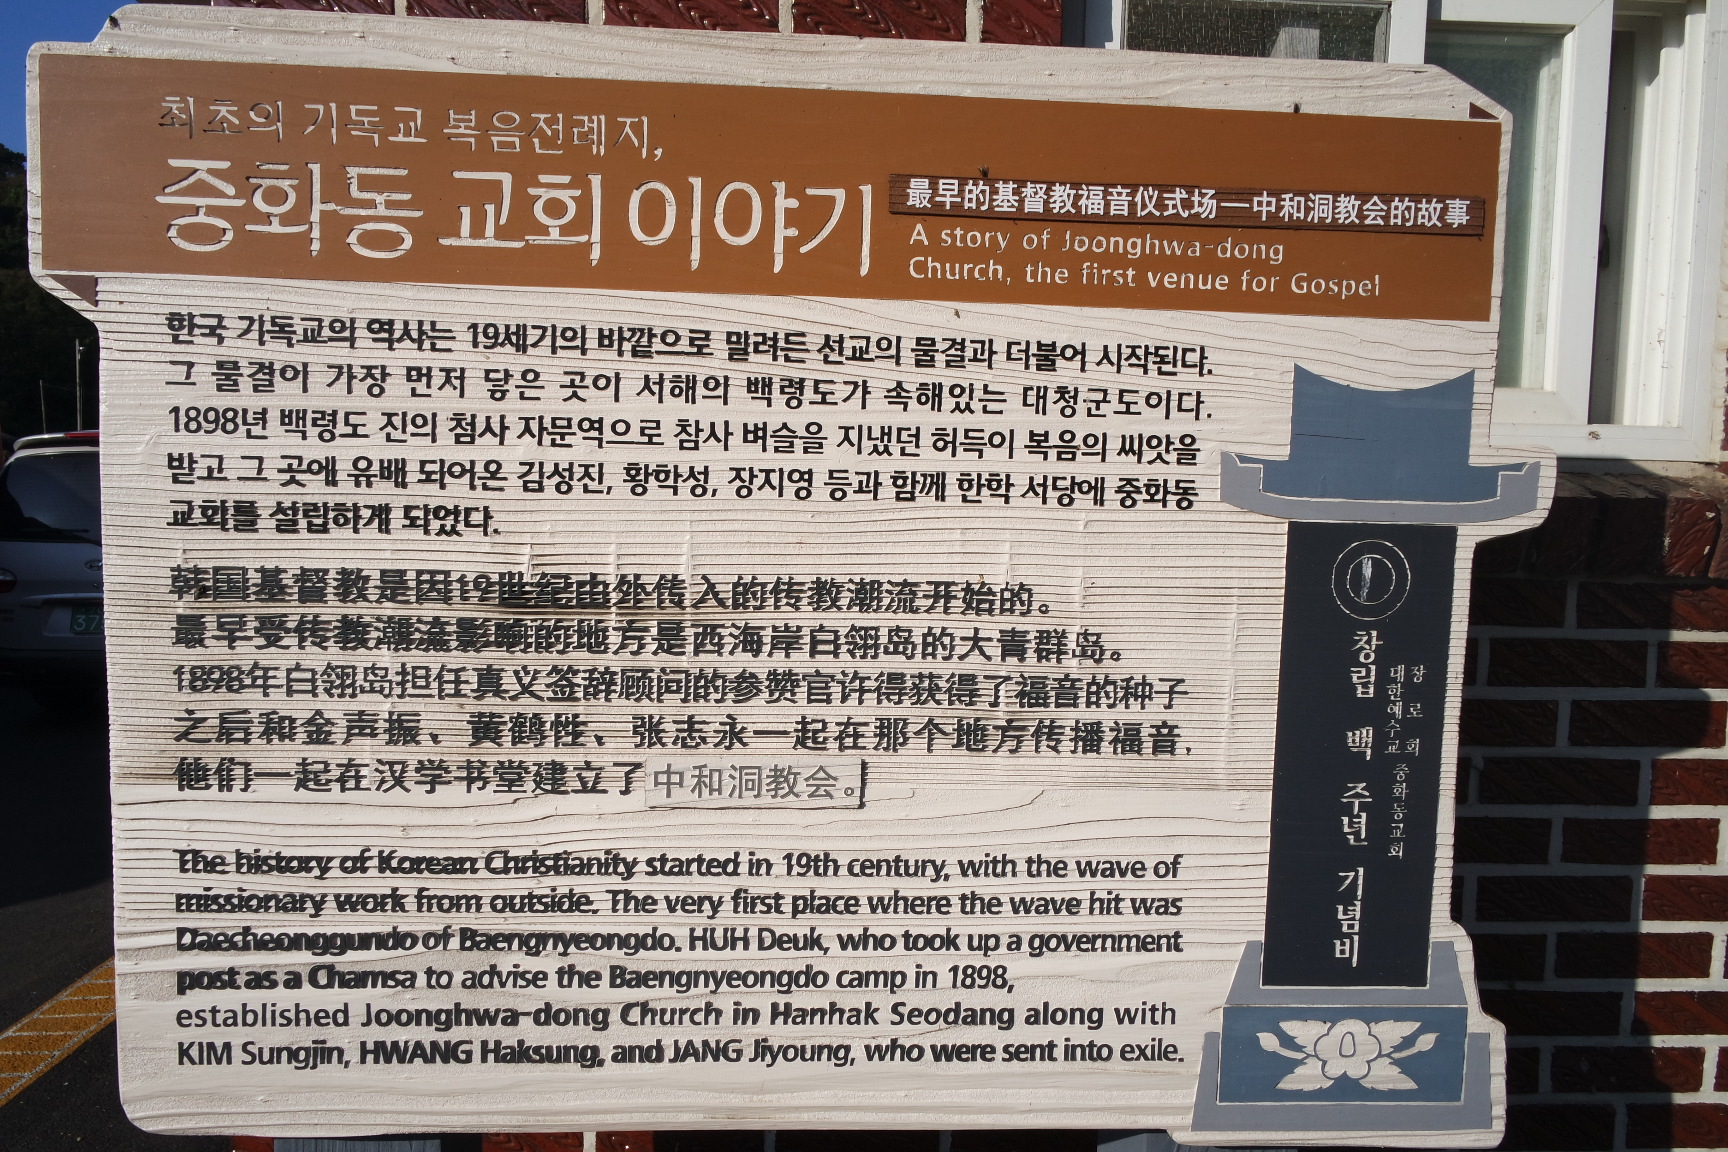 최초의 기독교 복음전례지,
중화동 교회 이야기
最早的基督教福音仪式场一中和洞教会的故事
A story of Joonghwa-dong
Church, the first venue for Gospel
한국 기독교의 역사는 19세기의 바깥으로 밀려든 선교의 물결과 더불어 시작된다.
그 물결이 가장 먼저 닿은 곳이 서해의 백령도가 속해있는 대청군도이다.
1898년 백령도 진의 첨사 자문역으로 참사 벼슬을 지냈던 허득이 복음의 씨앗을
받고 그 곳에 유배 되어온 김성진, 황학성, 장지영 등과 함께 한학 서당에 중화동
교회를 설립하게 되었다.
韩国基督教是因19世纪由外传入的传教潮流开始的。
最早受传教潮流影响的地方是西海岸白翎岛的大青群岛。
1898年白翎岛担任真义签辞顾问的参赞官许得获得了福音的种子
之后和金声振、黄鹤性、张志永一起在那个地方传播福音,
他们一起在汉学书堂建立了中和洞教会。
The history of Korean Christianity started in 19th century, with the wave of
missionary work from outside. The very first place where the wave hit was
Daecheonggundo of Baengnyeongdo. HUH Deuk, who took up a government
post as a Chamsa to advise the Baengnyeongdo camp in 1898,
established Joonghwa-dong Church in Hanhak Seodang along with
KIM Sungjin, HWANG Haksung, and JANG Jiyoung, who were sent into exile.
창립 백 주년 기념비
장로회
대한예수교 중화동교회